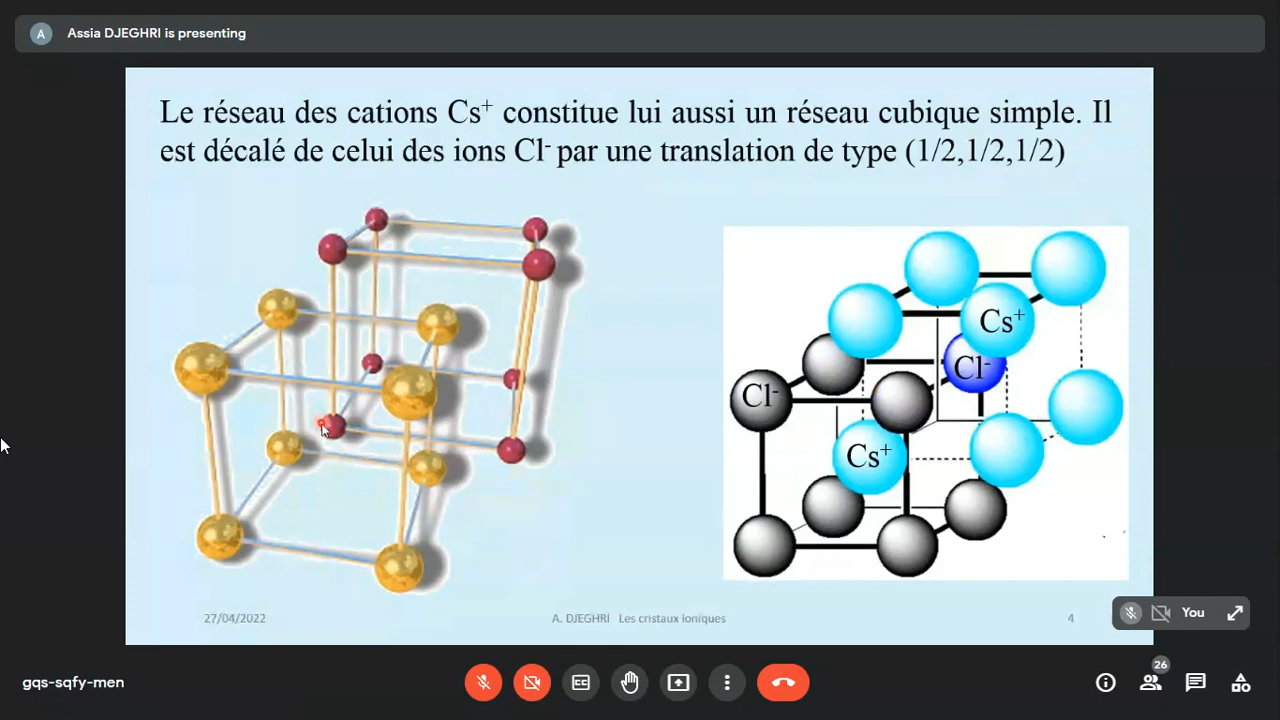 A
Assia DJEGHRI is presenting
Le réseau des cations Cs⁺ constitue lui aussi un réseau cubique simple. Il
est décalé de celui des ions Cl⁻ par une translation de type (1/2,1/2,1/2)
Cs⁺
Cl⁻
Cl⁻
Cs⁺
27/04/2022
A. DJEGHRI Les cristaux ioniques
4
You
gqs-sqfy-men
CC
26